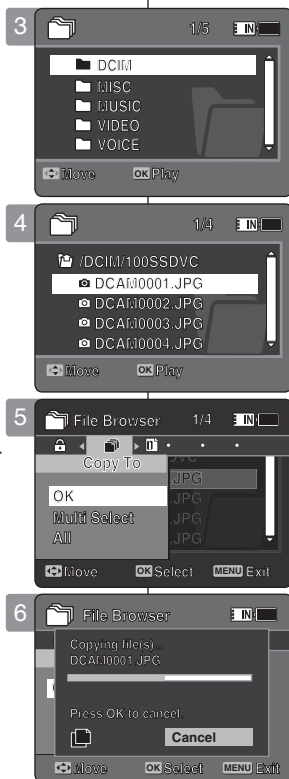 3
1/5 IN
DCIM
MISC
MUSIC
VIDEO
VOICE
Move OK Play
4
1/4 IN
/DCIM/100SSDVC
DCAM0001.JPG
DCAM0002.JPG
DCAM0003.JPG
DCAM0004.JPG
Move OK Play
5
File Browser 1/4 IN
Copy To
.JPG
OK
.JPG
Multi Select
.JPG
All
.JPG
Move OK Select MENU Exit
6
File Browser IN
Copying file(s)...
DCAM0001.JPG
Press OK to cancel.
Cancel
Move OK Select MENU Exit